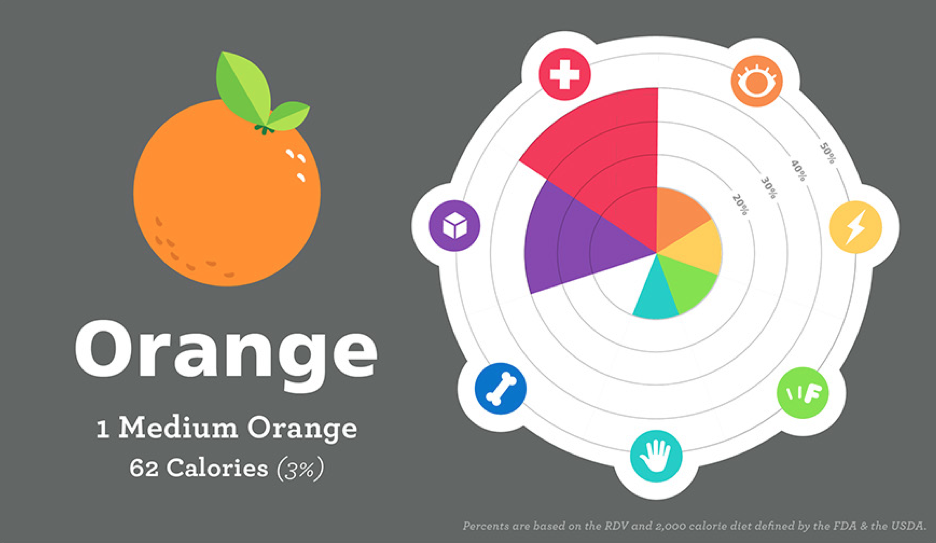 50%
40%
30%
20%
F
Orange
1 Medium Orange
62 Calories (3%)
Percents are based on the RDV and 2,000 calorie diet defined by the FDA & the USDA.